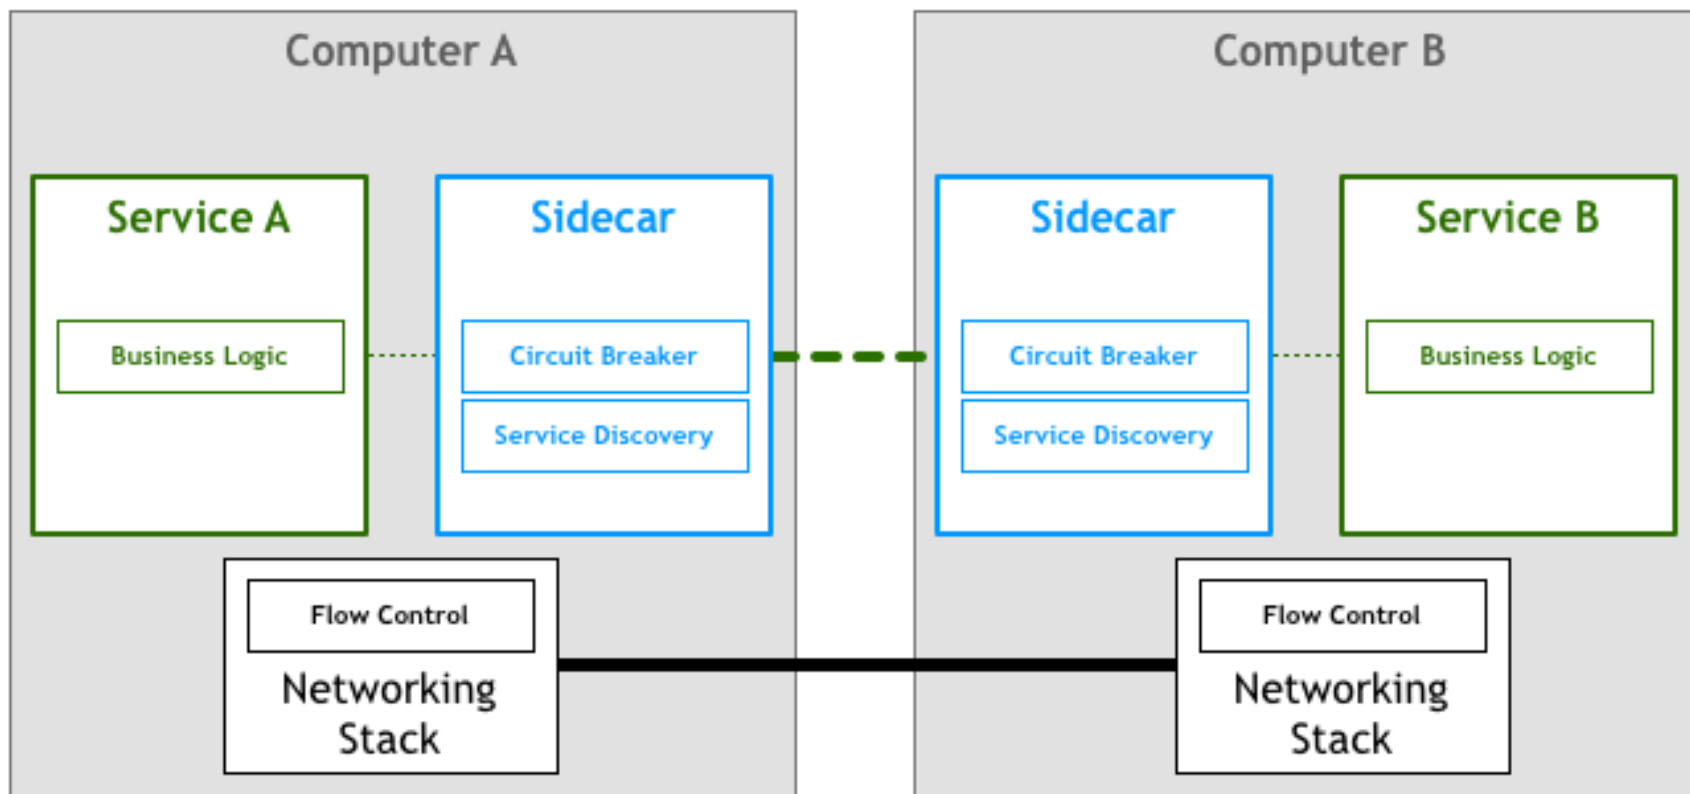 Computer A
Computer B
Service A
Sidecar
Sidecar
Service B
Business Logic
Circuit Breaker
Circuit Breaker
Business Logic
Service Discovery
Service Discovery
Flow Control
Flow Control
Networking
Stack
Networking
Stack